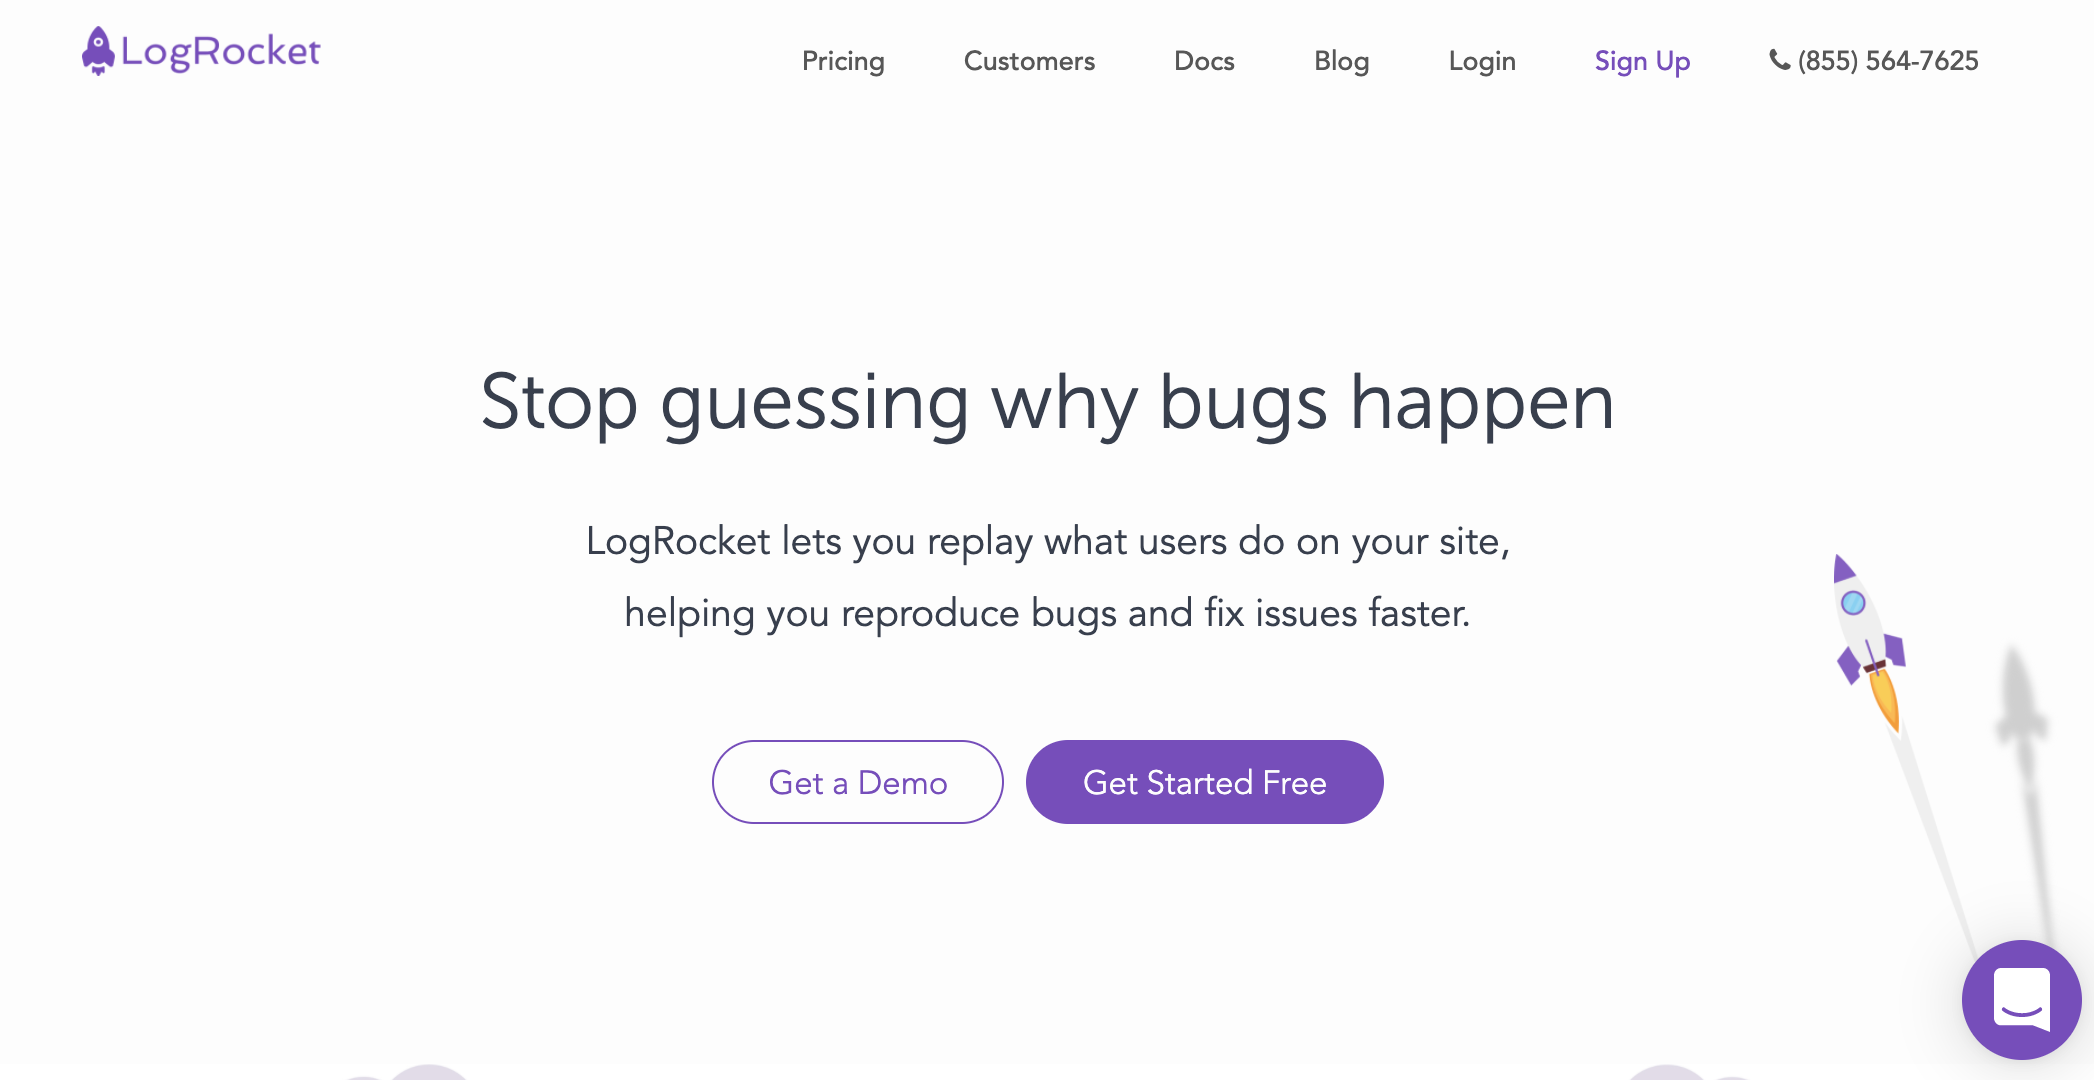 LogRocket
Pricing
Customers
Docs
Blog
Login
Sign Up
(855) 564-7625
Stop guessing why bugs happen
LogRocket lets you replay what users do on your site,
helping you reproduce bugs and fix issues faster.
Get a Demo
Get Started Free